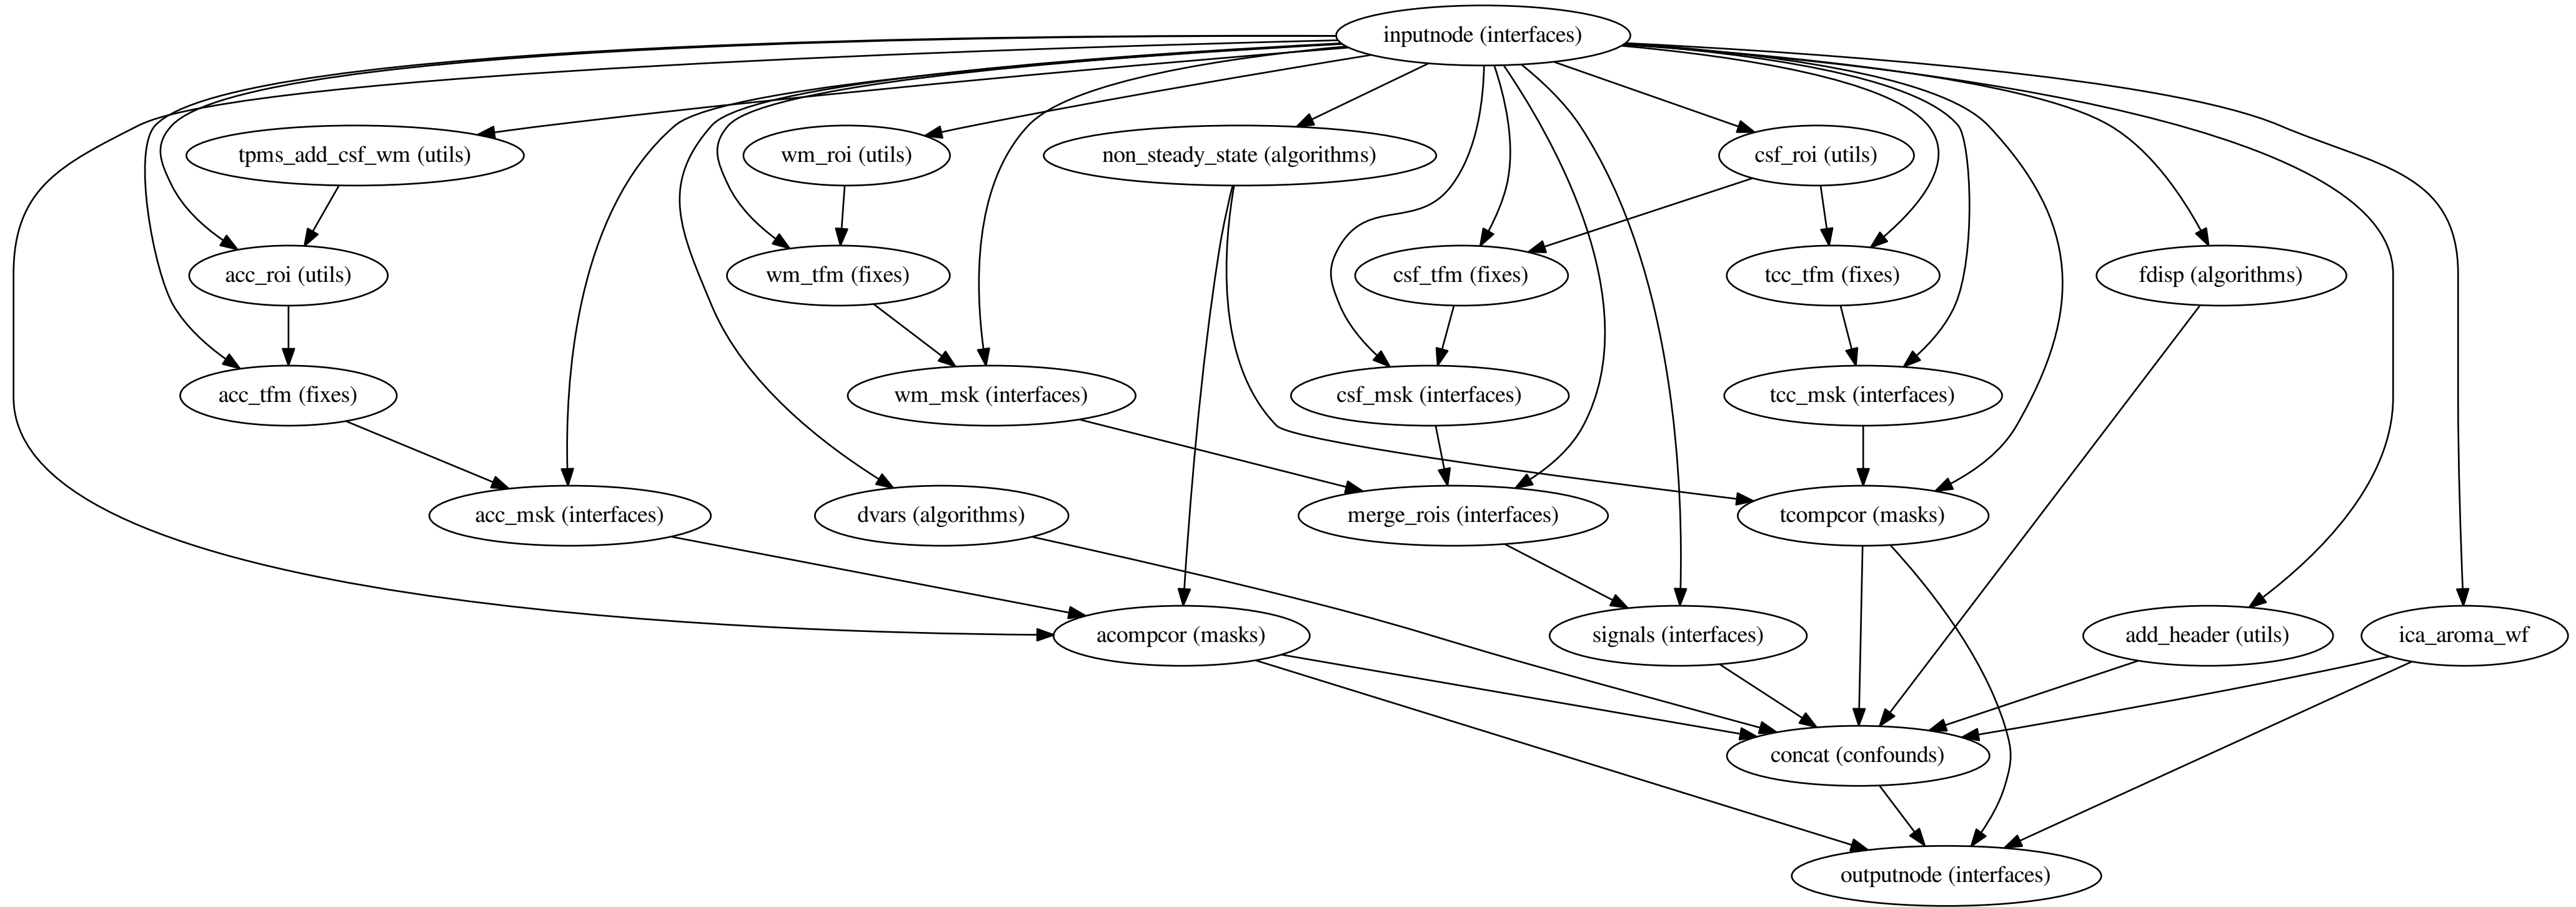 inputnode (interfaces)
tpms_add_csf_wm (utils)
wm_roi (utils)
non_steady_state (algorithms)
csf_roi (utils)
acc_roi (utils)
wm_tfm (fixes)
csf_tfm (fixes)
tcc_tfm (fixes)
fdisp (algorithms)
acc_tfm (fixes)
wm_msk (interfaces)
csf_msk (interfaces)
tcc_msk (interfaces)
acc_msk (interfaces)
dvars (algorithms)
merge_rois (interfaces)
tcompcor (masks)
acompcor (masks)
signals (interfaces)
add_header (utils)
ica_aroma_wf
concat (confounds)
outputnode (interfaces)